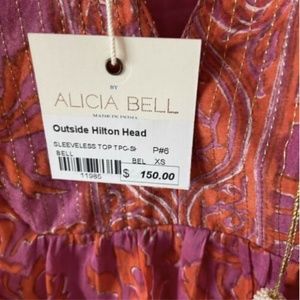 BY
ALICIA BELL
MADE IN INDIA
Outside Hilton Head
SLEEVELESS TOP TPC-SH P#6
BELL
BEL XS
11985
$ 150.00